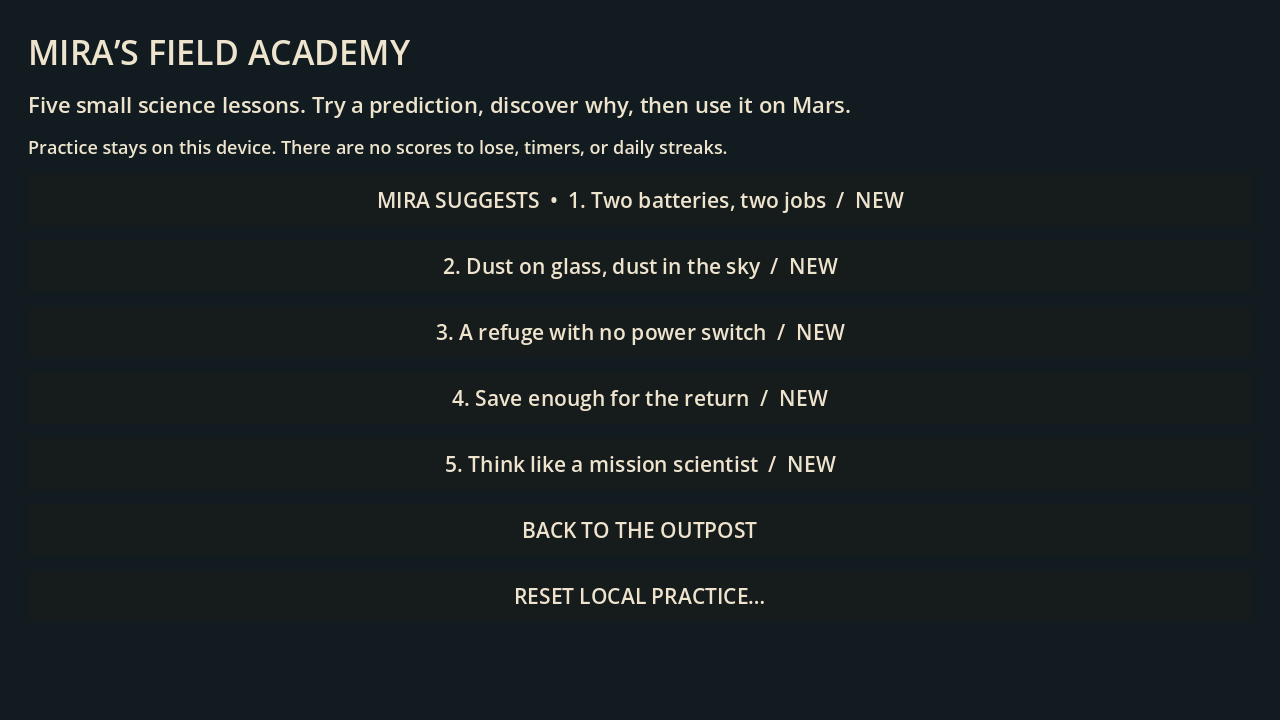 MIRA’S FIELD ACADEMY
Five small science lessons. Try a prediction, discover why, then use it on Mars.
Practice stays on this device. There are no scores to lose, timers, or daily streaks.
MIRA SUGGESTS • 1. Two batteries, two jobs / NEW
2. Dust on glass, dust in the sky / NEW
3. A refuge with no power switch / NEW
4. Save enough for the return / NEW
5. Think like a mission scientist / NEW
BACK TO THE OUTPOST
RESET LOCAL PRACTICE...